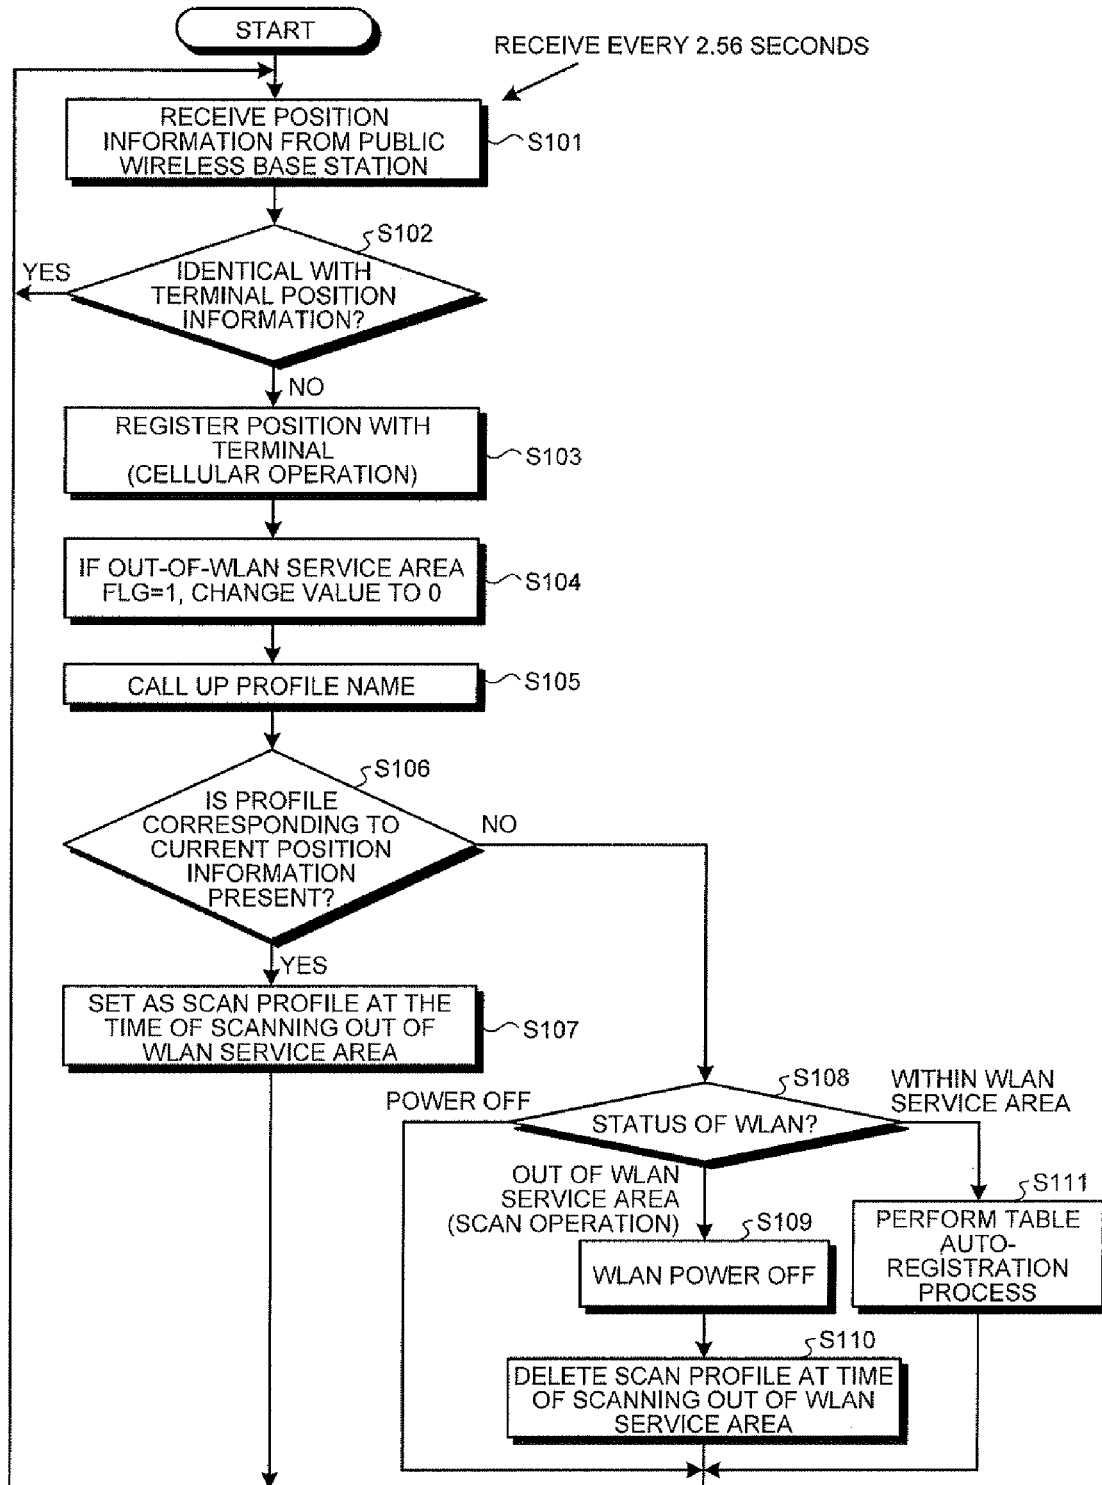 START
RECEIVE EVERY 2.56 SECONDS
RECEIVE POSITION
INFORMATION FROM PUBLIC
WIRELESS BASE STATION
S101
S102
YES
IDENTICAL WITH
TERMINAL POSITION
INFORMATION?
NO
REGISTER POSITION WITH
TERMINAL
(CELLULAR OPERATION)
S103
IF OUT-OF-WLAN SERVICE AREA
FLG=1, CHANGE VALUE TO 0
S104
CALL UP PROFILE NAME
S105
S106
IS PROFILE
CORRESPONDING TO
CURRENT POSITION
INFORMATION
PRESENT?
NO
YES
SET AS SCAN PROFILE AT THE
TIME OF SCANNING OUT OF
WLAN SERVICE AREA
S107
S108
POWER OFF
STATUS OF WLAN?
WITHIN WLAN
SERVICE AREA
OUT OF WLAN
SERVICE AREA
(SCAN OPERATION)
S109
WLAN POWER OFF
S111
PERFORM TABLE
AUTO-
REGISTRATION
PROCESS
S110
DELETE SCAN PROFILE AT TIME
OF SCANNING OUT OF WLAN
SERVICE AREA